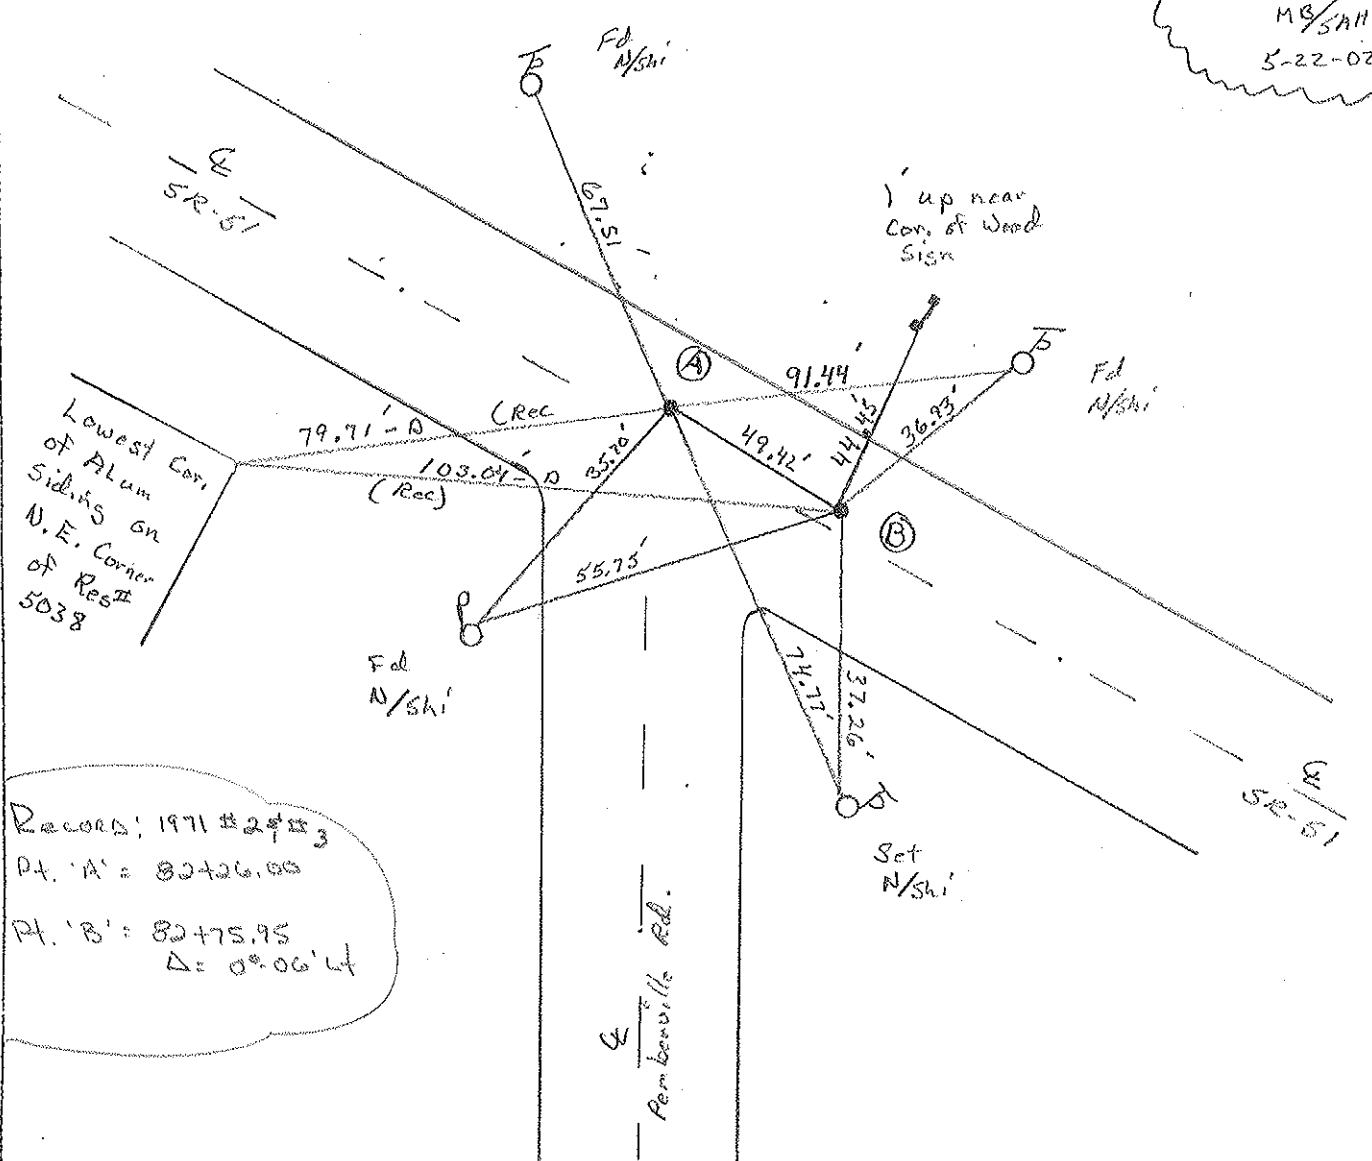 MB/SAH
5-22-02
Fd
N/Shi
℄
SR-51
67.51
1' up near
Cor. of Wood
Sign
A
91.44'
Fd
N/Shi
Lowest Cor.
of ALum
Siding on
N.E. Corner
of Res #
5038
79.71'-D
(Rec
103.04'-D
(Rec)
35.70'
49.42'
44.45'
36.93'
B
55.75'
Fd
N/Shi
74.77'
37.26'
℄
SR-51
Set
N/Shi
RECORD: 1971 #2 & #3
Pt. 'A' = 82+26.00
Pt. 'B' = 82+75.95
Δ= 0°-06' Lt
℄
Pemberville Rd.